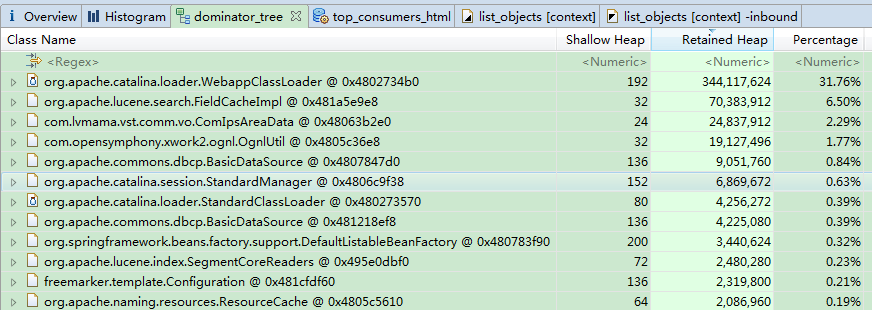 Overview Histogram dominator_tree top_consumers_html list_objects [context] list_objects [context] -inbound
Class Name Shallow Heap Retained Heap Percentage
<Regex> <Numeric> <Numeric> <Numeric>
org.apache.catalina.loader.WebappClassLoader @ 0x4802734b0 192 344,117,624 31.76%
org.apache.lucene.search.FieldCacheImpl @ 0x481a5e9e8 32 70,383,912 6.50%
com.lvmama.vst.comm.vo.ComIpsAreaData @ 0x48063b2e0 24 24,837,912 2.29%
com.opensymphony.xwork2.ognl.OgnlUtil @ 0x4805c36e8 32 19,127,496 1.77%
org.apache.commons.dbcp.BasicDataSource @ 0x4807847d0 136 9,051,760 0.84%
org.apache.catalina.session.StandardManager @ 0x4806c9f38 152 6,869,672 0.63%
org.apache.catalina.loader.StandardClassLoader @ 0x480273570 80 4,256,272 0.39%
org.apache.commons.dbcp.BasicDataSource @ 0x481218ef8 136 4,225,080 0.39%
org.springframework.beans.factory.support.DefaultListableBeanFactory @ 0x480783f90 200 3,440,624 0.32%
org.apache.lucene.index.SegmentCoreReaders @ 0x495e0dbf0 72 2,480,280 0.23%
freemarker.template.Configuration @ 0x481cfdf60 136 2,319,800 0.21%
org.apache.naming.resources.ResourceCache @ 0x4805c5610 64 2,086,960 0.19%